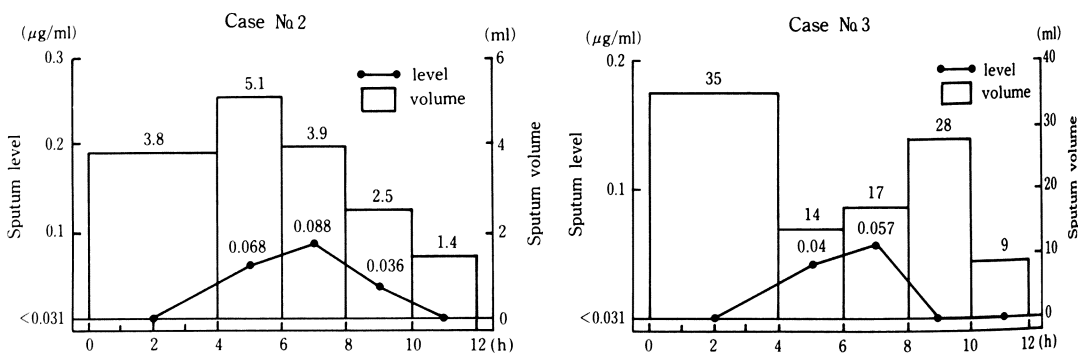 Case No.2
(μg/ml)
(ml)
0.3
0.2
0.1
<0.031
Sputum level
6
4
2
0
Sputum volume
level
volume
3.8
5.1
3.9
2.5
1.4
0.068
0.088
0.036
0 2 4 6 8 10 12 (h)
Case No.3
(μg/ml)
(ml)
0.2
0.1
<0.031
Sputum level
40
30
20
10
0
Sputum volume
level
volume
35
14
17
28
9
0.04
0.057
0 2 4 6 8 10 12 (h)